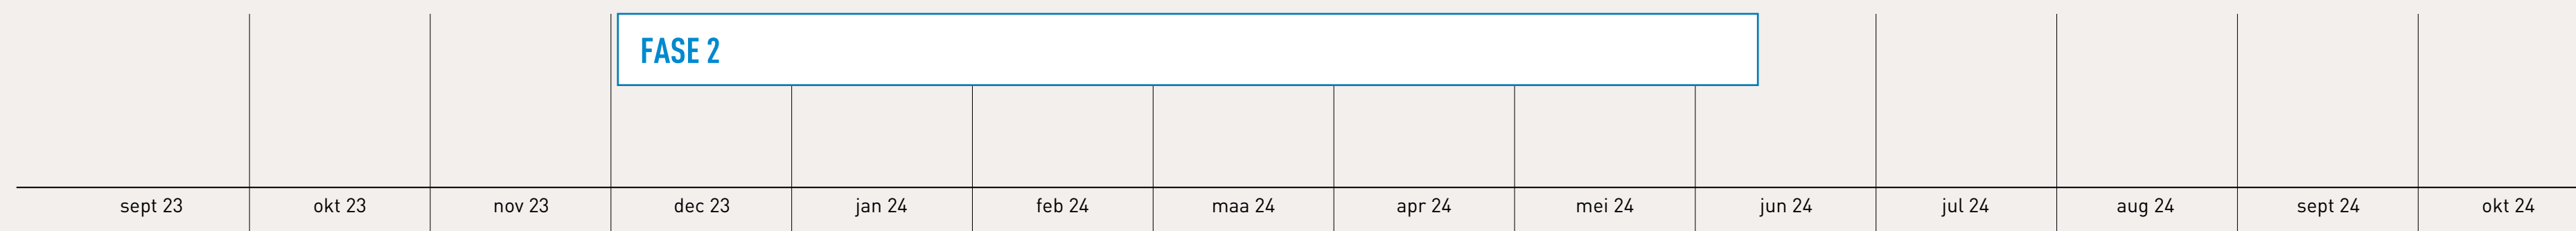 FASE 2
sept 23 okt 23 nov 23 dec 23 jan 24 feb 24 maa 24 apr 24 mei 24 jun 24 jul 24 aug 24 sept 24 okt 24